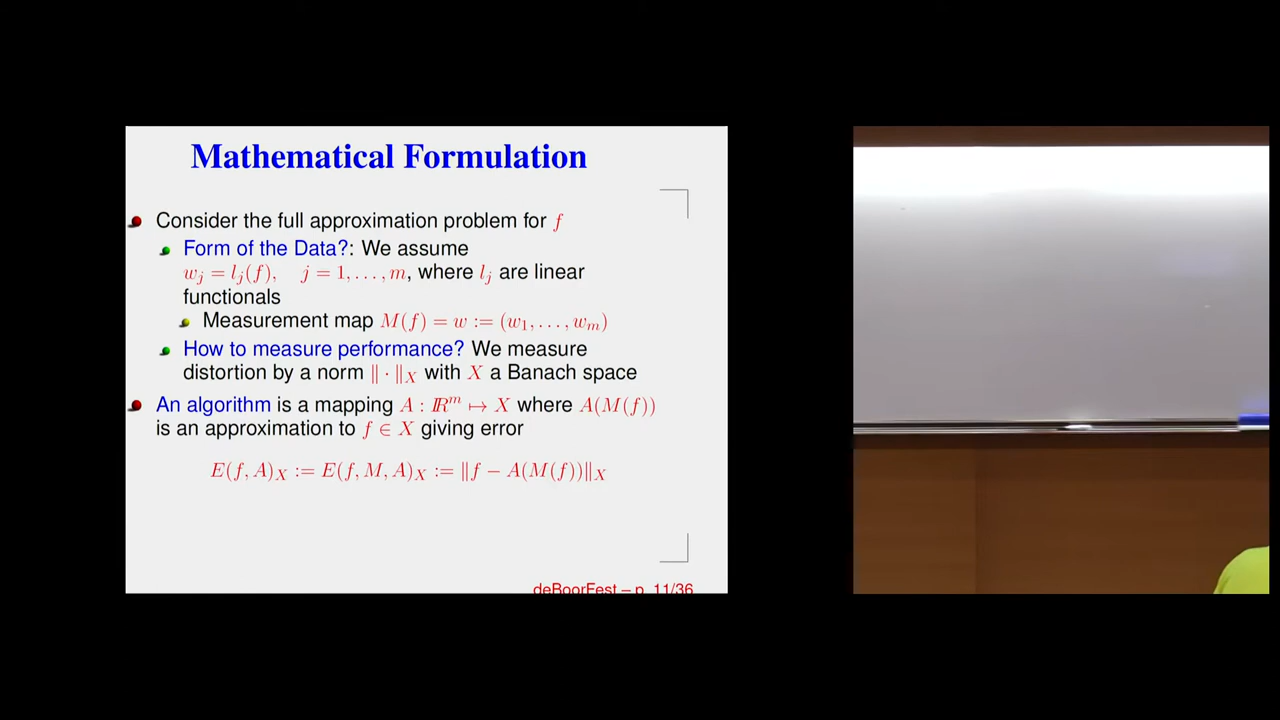 Mathematical Formulation
Consider the full approximation problem for f
Form of the Data?: We assume
w_j = l_j(f), j = 1, . . . , m, where l_j are linear
functionals
Measurement map M(f) = w := (w_1, . . . , w_m)
How to measure performance? We measure
distortion by a norm ‖ · ‖_X with X a Banach space
An algorithm is a mapping A : ℝ^m ↦ X where A(M(f))
is an approximation to f ∈ X giving error
E(f, A)_X := E(f, M, A)_X := ‖f − A(M(f))‖_X
deBoorFest – p. 11/36